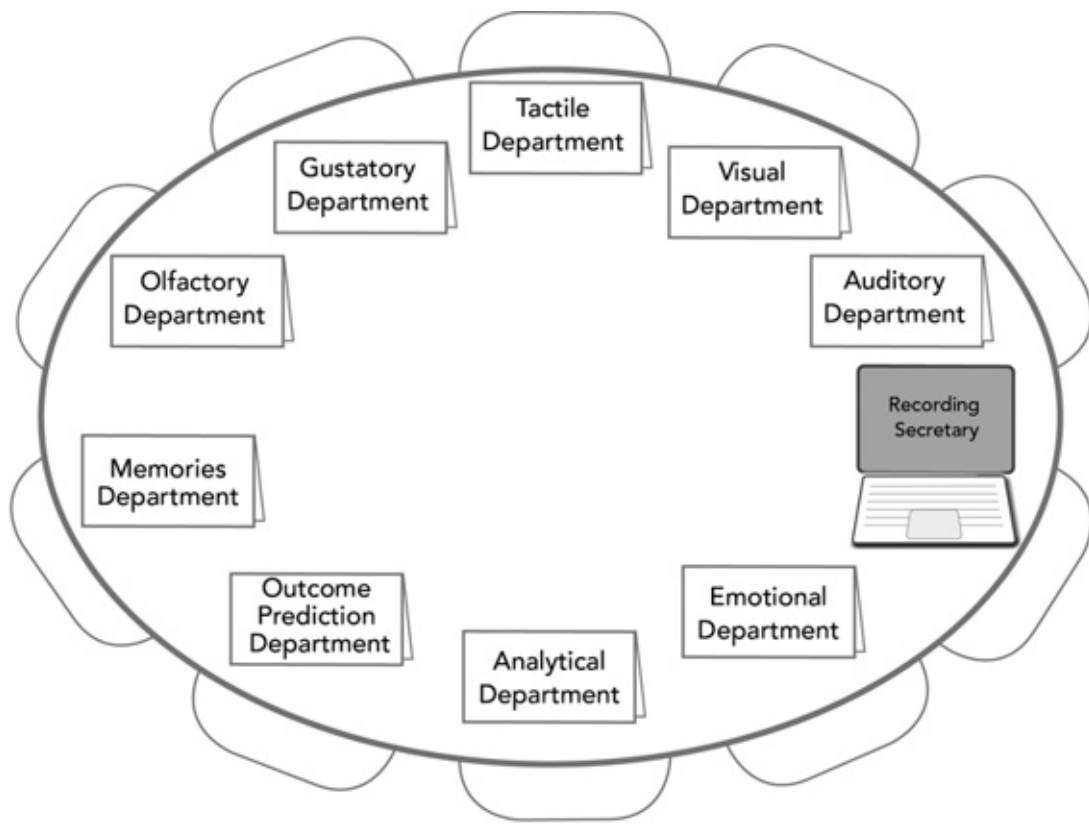 Tactile
Department
Gustatory
Department
Visual
Department
Olfactory
Department
Auditory
Department
Recording
Secretary
Memories
Department
Outcome
Prediction
Department
Emotional
Department
Analytical
Department